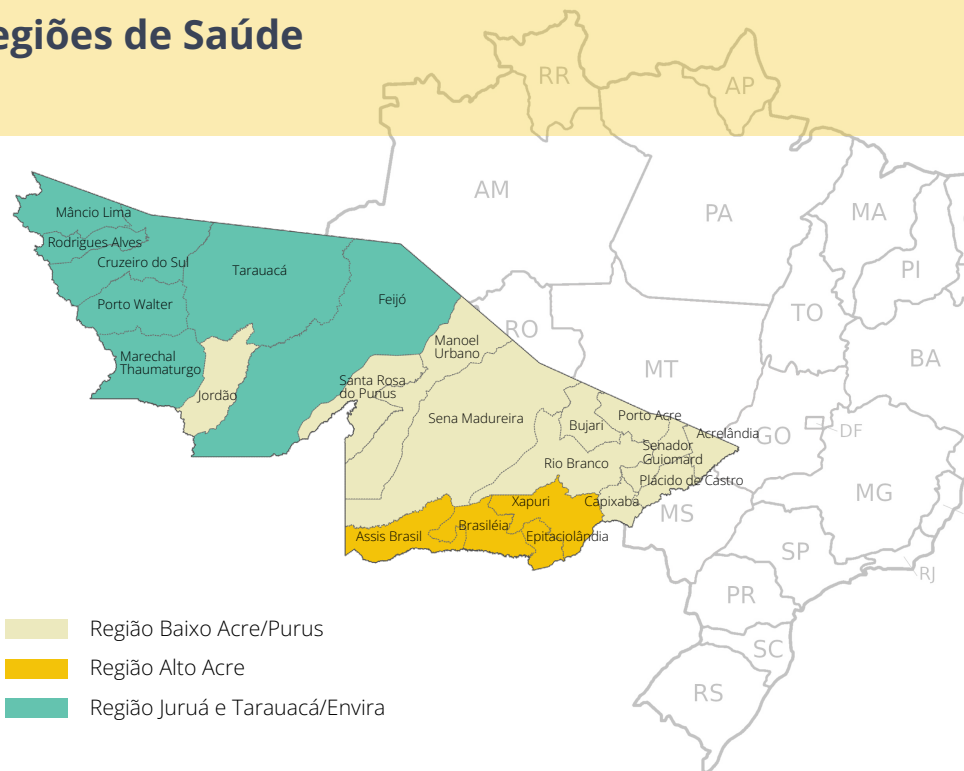 egiões de Saúde
RR
AP
AM
PA
MA
PI
TO
BA
RO
MT
GO
DF
MG
MS
SP
RJ
PR
SC
RS
Mâncio Lima
Rodrigues Alves
Cruzeiro do Sul
Tarauacá
Porto Walter
Feijó
Marechal
Thaumaturgo
Jordão
Manoel
Urbano
Santa Rosa
do Purus
Sena Madureira
Bujari
Porto Acre
Acrelândia
Senador
Guiomard
Rio Branco
Plácido de Castro
Xapuri
Capixaba
Brasiléia
Assis Brasil
Epitaciolândia
Região Baixo Acre/Purus
Região Alto Acre
Região Juruá e Tarauacá/Envira